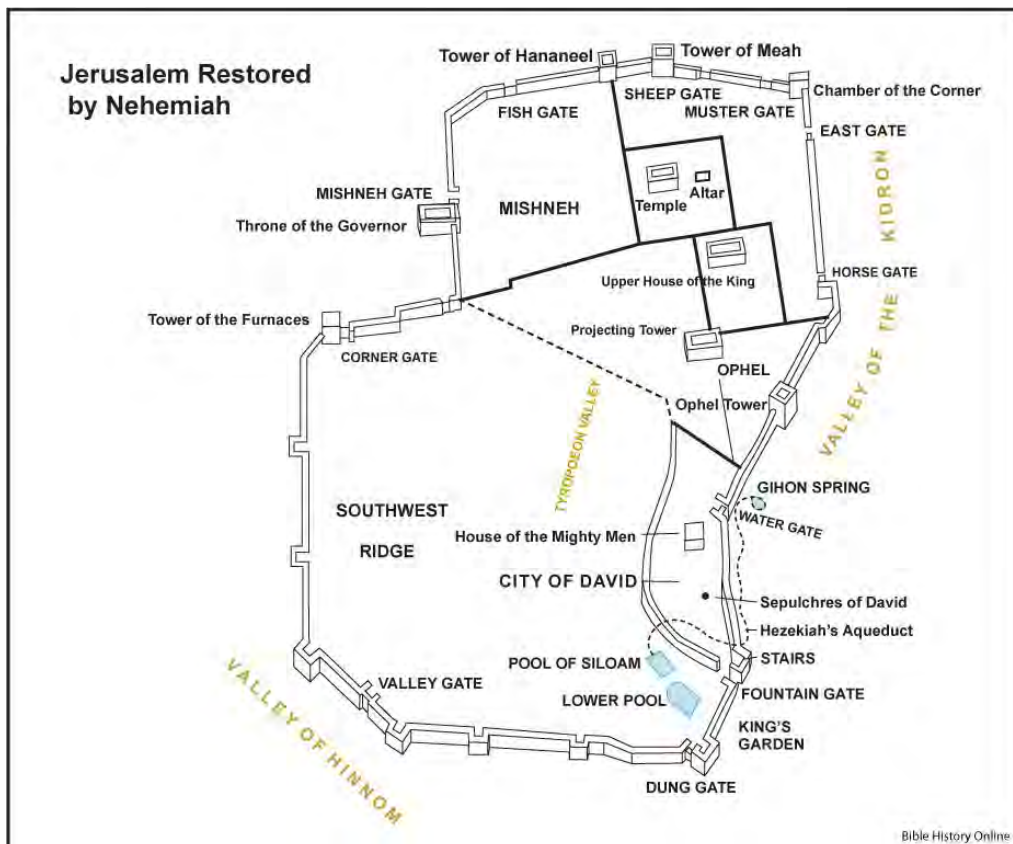 Jerusalem Restored
by Nehemiah
Tower of Hananeel
Tower of Meah
SHEEP GATE
Chamber of the Corner
FISH GATE
MUSTER GATE
EAST GATE
MISHNEH GATE
MISHNEH
Temple
Altar
Throne of the Governor
VALLEY OF THE KIDRON
Upper House of the King
HORSE GATE
Tower of the Furnaces
Projecting Tower
CORNER GATE
OPHEL
Ophel Tower
TYROPOEON VALLEY
GIHON SPRING
WATER GATE
SOUTHWEST
RIDGE
House of the Mighty Men
CITY OF DAVID
Sepulchres of David
Hezekiah's Aqueduct
POOL OF SILOAM
STAIRS
VALLEY GATE
LOWER POOL
FOUNTAIN GATE
KING'S
GARDEN
VALLEY OF HINNOM
DUNG GATE
Bible History Online